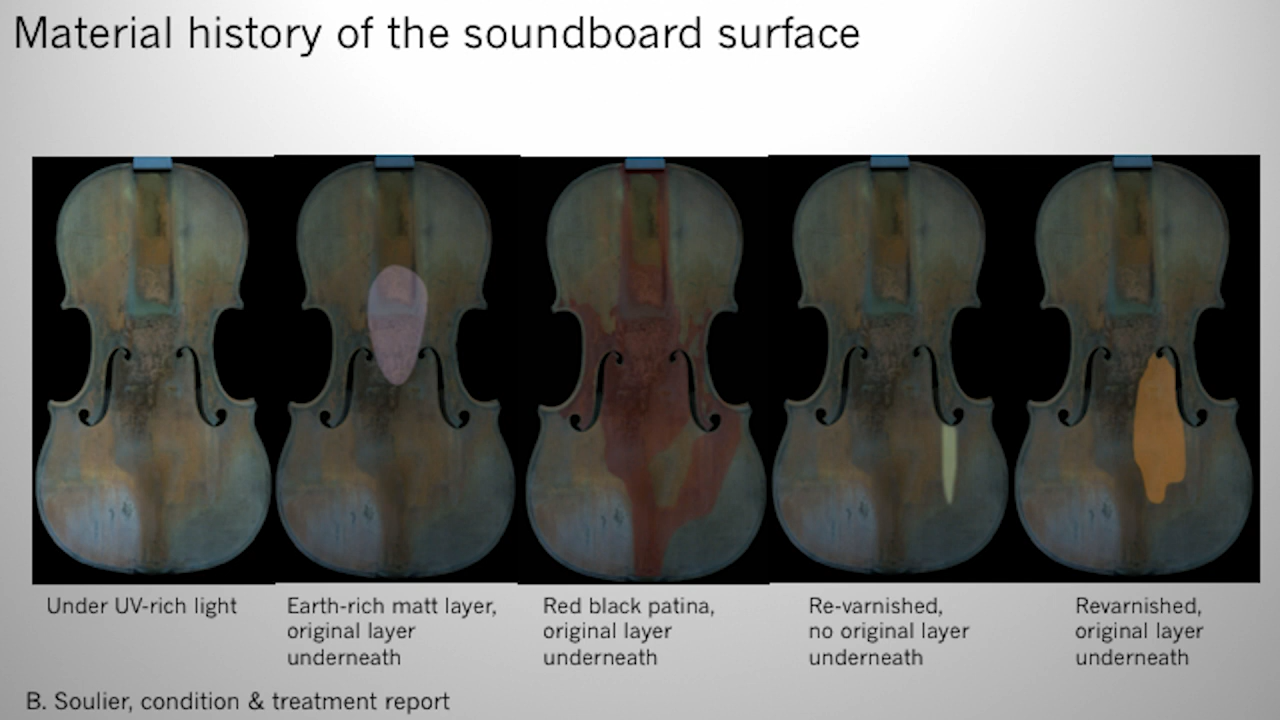 Material history of the soundboard surface
Under UV-rich light
Earth-rich matt layer,
original layer
underneath
Red black patina,
original layer
underneath
Re-varnished,
no original layer
underneath
Revarnished,
original layer
underneath
B. Soulier, condition & treatment report